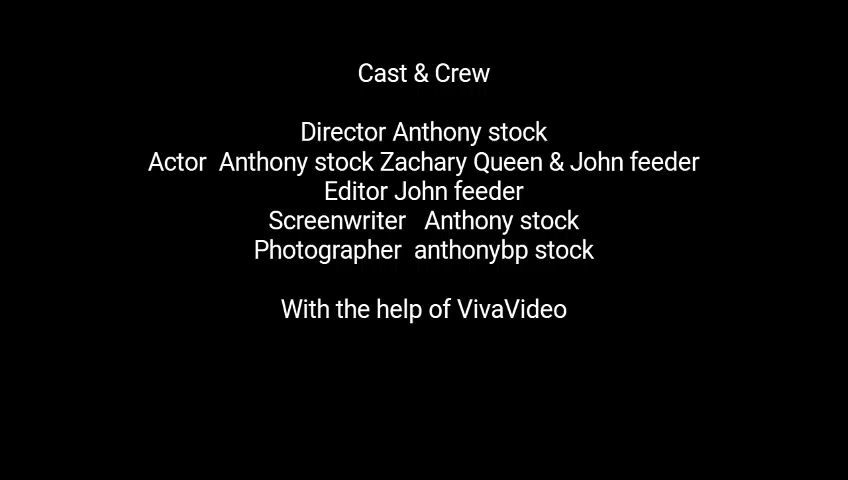 Cast & Crew
Director Anthony stock
Actor  Anthony stock Zachary Queen & John feeder
Editor John feeder
Screenwriter   Anthony stock
Photographer  anthonybp stock
With the help of VivaVideo